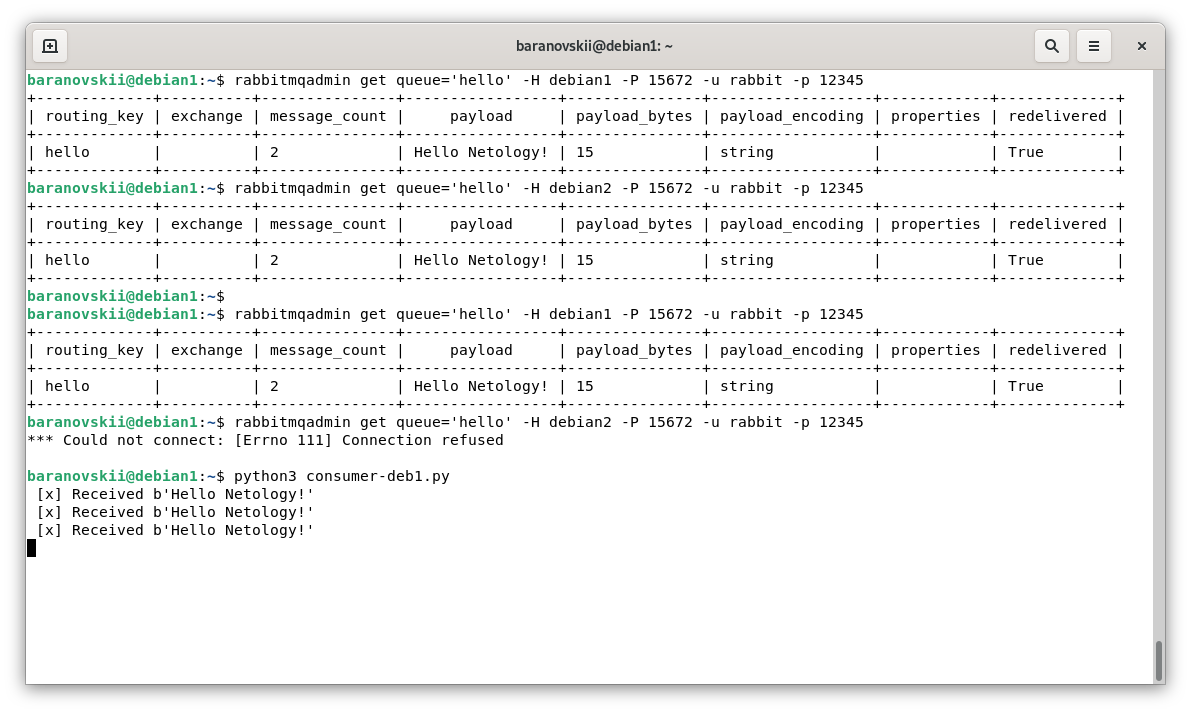 baranovskii@debian1: ~
baranovskii@debian1:~$ rabbitmqadmin get queue='hello' -H debian1 -P 15672 -u rabbit -p 12345
+-------------+----------+---------------+-----------------+---------------+------------------+------------+-------------+
| routing_key | exchange | message_count |     payload     | payload_bytes | payload_encoding | properties | redelivered |
+-------------+----------+---------------+-----------------+---------------+------------------+------------+-------------+
| hello       |          | 2             | Hello Netology! | 15            | string           |            | True        |
+-------------+----------+---------------+-----------------+---------------+------------------+------------+-------------+
baranovskii@debian1:~$ rabbitmqadmin get queue='hello' -H debian2 -P 15672 -u rabbit -p 12345
+-------------+----------+---------------+-----------------+---------------+------------------+------------+-------------+
| routing_key | exchange | message_count |     payload     | payload_bytes | payload_encoding | properties | redelivered |
+-------------+----------+---------------+-----------------+---------------+------------------+------------+-------------+
| hello       |          | 2             | Hello Netology! | 15            | string           |            | True        |
+-------------+----------+---------------+-----------------+---------------+------------------+------------+-------------+
baranovskii@debian1:~$
baranovskii@debian1:~$ rabbitmqadmin get queue='hello' -H debian1 -P 15672 -u rabbit -p 12345
+-------------+----------+---------------+-----------------+---------------+------------------+------------+-------------+
| routing_key | exchange | message_count |     payload     | payload_bytes | payload_encoding | properties | redelivered |
+-------------+----------+---------------+-----------------+---------------+------------------+------------+-------------+
| hello       |          | 2             | Hello Netology! | 15            | string           |            | True        |
+-------------+----------+---------------+-----------------+---------------+------------------+------------+-------------+
baranovskii@debian1:~$ rabbitmqadmin get queue='hello' -H debian2 -P 15672 -u rabbit -p 12345
*** Could not connect: [Errno 111] Connection refused
baranovskii@debian1:~$ python3 consumer-deb1.py
 [x] Received b'Hello Netology!'
 [x] Received b'Hello Netology!'
 [x] Received b'Hello Netology!'